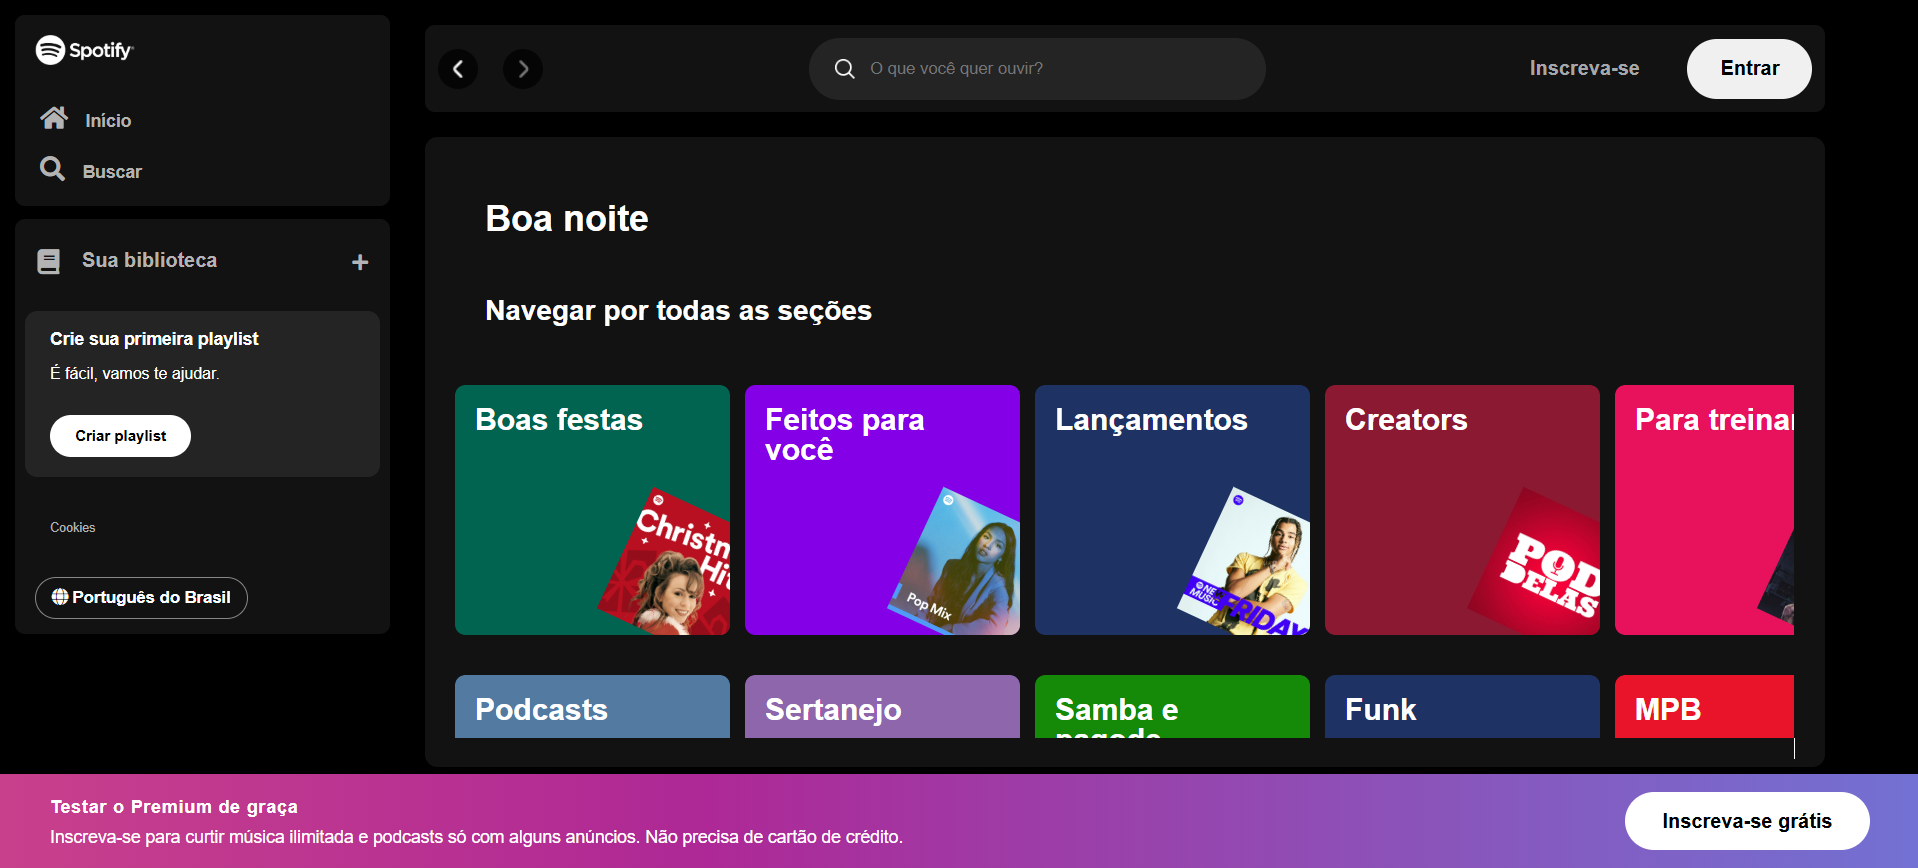 Spotify
Início
Buscar
Sua biblioteca
Crie sua primeira playlist
É fácil, vamos te ajudar.
Criar playlist
Cookies
Português do Brasil
O que você quer ouvir?
Inscreva-se
Entrar
Boa noite
Navegar por todas as seções
Boas festas
Christm
Hit
Feitos para
você
Pop Mix
Lançamentos
NE
MUSIC
FRIDAY
Creators
POD
DELAS
Para treinar
Podcasts
Sertanejo
Samba e
pagode
Funk
MPB
Testar o Premium de graça
Inscreva-se para curtir música ilimitada e podcasts só com alguns anúncios. Não precisa de cartão de crédito.
Inscreva-se grátis